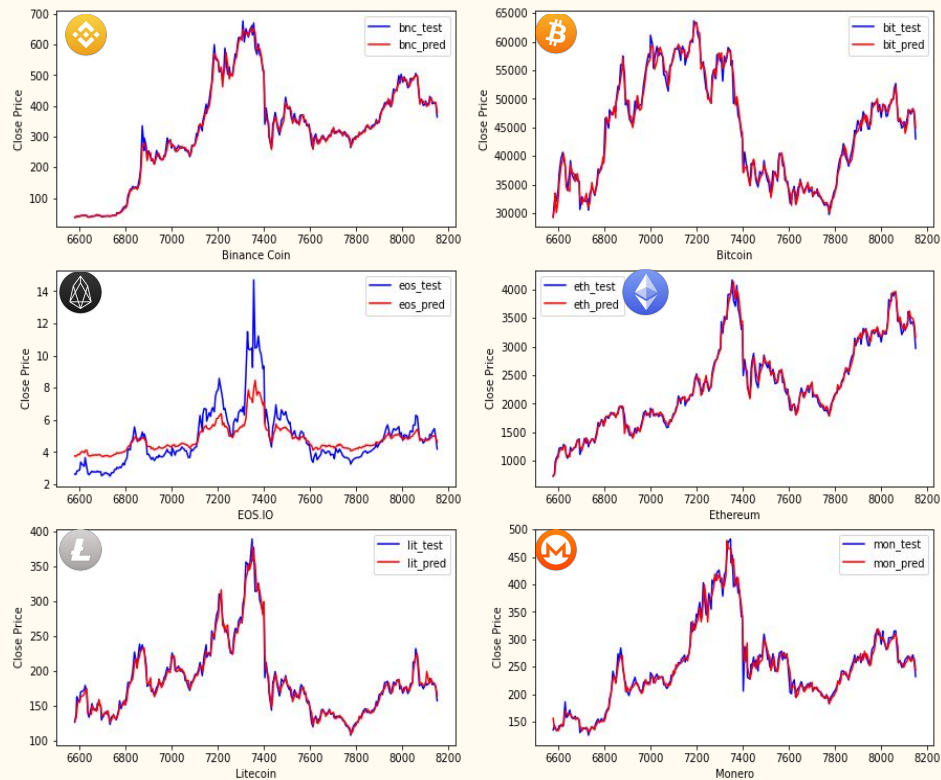 700
600
500
400
300
200
100
Close Price
bnc_test
bnc_pred
6600 6800 7000 7200 7400 7600 7800 8000 8200
Binance Coin
65000
60000
55000
50000
45000
40000
35000
30000
Close Price
bit_test
bit_pred
6600 6800 7000 7200 7400 7600 7800 8000 8200
Bitcoin
14
12
10
8
6
4
2
Close Price
eos_test
eos_pred
6600 6800 7000 7200 7400 7600 7800 8000 8200
EOS.IO
4000
3500
3000
2500
2000
1500
1000
Close Price
eth_test
eth_pred
6600 6800 7000 7200 7400 7600 7800 8000 8200
Ethereum
400
350
300
250
200
150
100
Close Price
lit_test
lit_pred
6600 6800 7000 7200 7400 7600 7800 8000 8200
Litecoin
500
450
400
350
300
250
200
150
Close Price
mon_test
mon_pred
6600 6800 7000 7200 7400 7600 7800 8000 8200
Monero